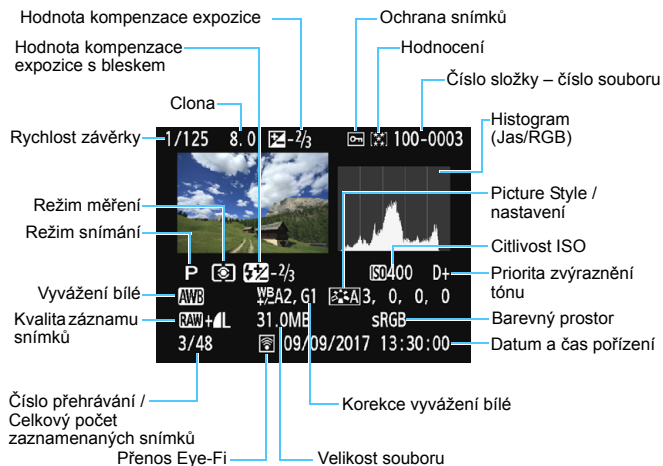 Hodnota kompenzace expozice
Ochrana snímků
Hodnota kompenzace
expozice s bleskem
Hodnocení
Číslo složky – číslo souboru
Clona
Histogram
(Jas/RGB)
Rychlost závěrky
1/125 8.0 -2/3 100-0003
Picture Style /
nastavení
Režim měření
Režim snímání
Citlivost ISO
P -2/3 ISO400 D+
Priorita zvýraznění
tónu
Vyvážení bílé
AWB WB A2, G1 A3, 0, 0, 0
Kvalita záznamu
snímků
RAW+L 31.0MB sRGB
Barevný prostor
3/48 09/09/2017 13:30:00
Datum a čas pořízení
Číslo přehrávání /
Celkový počet
zaznamenaných snímků
Korekce vyvážení bílé
Přenos Eye-Fi
Velikost souboru